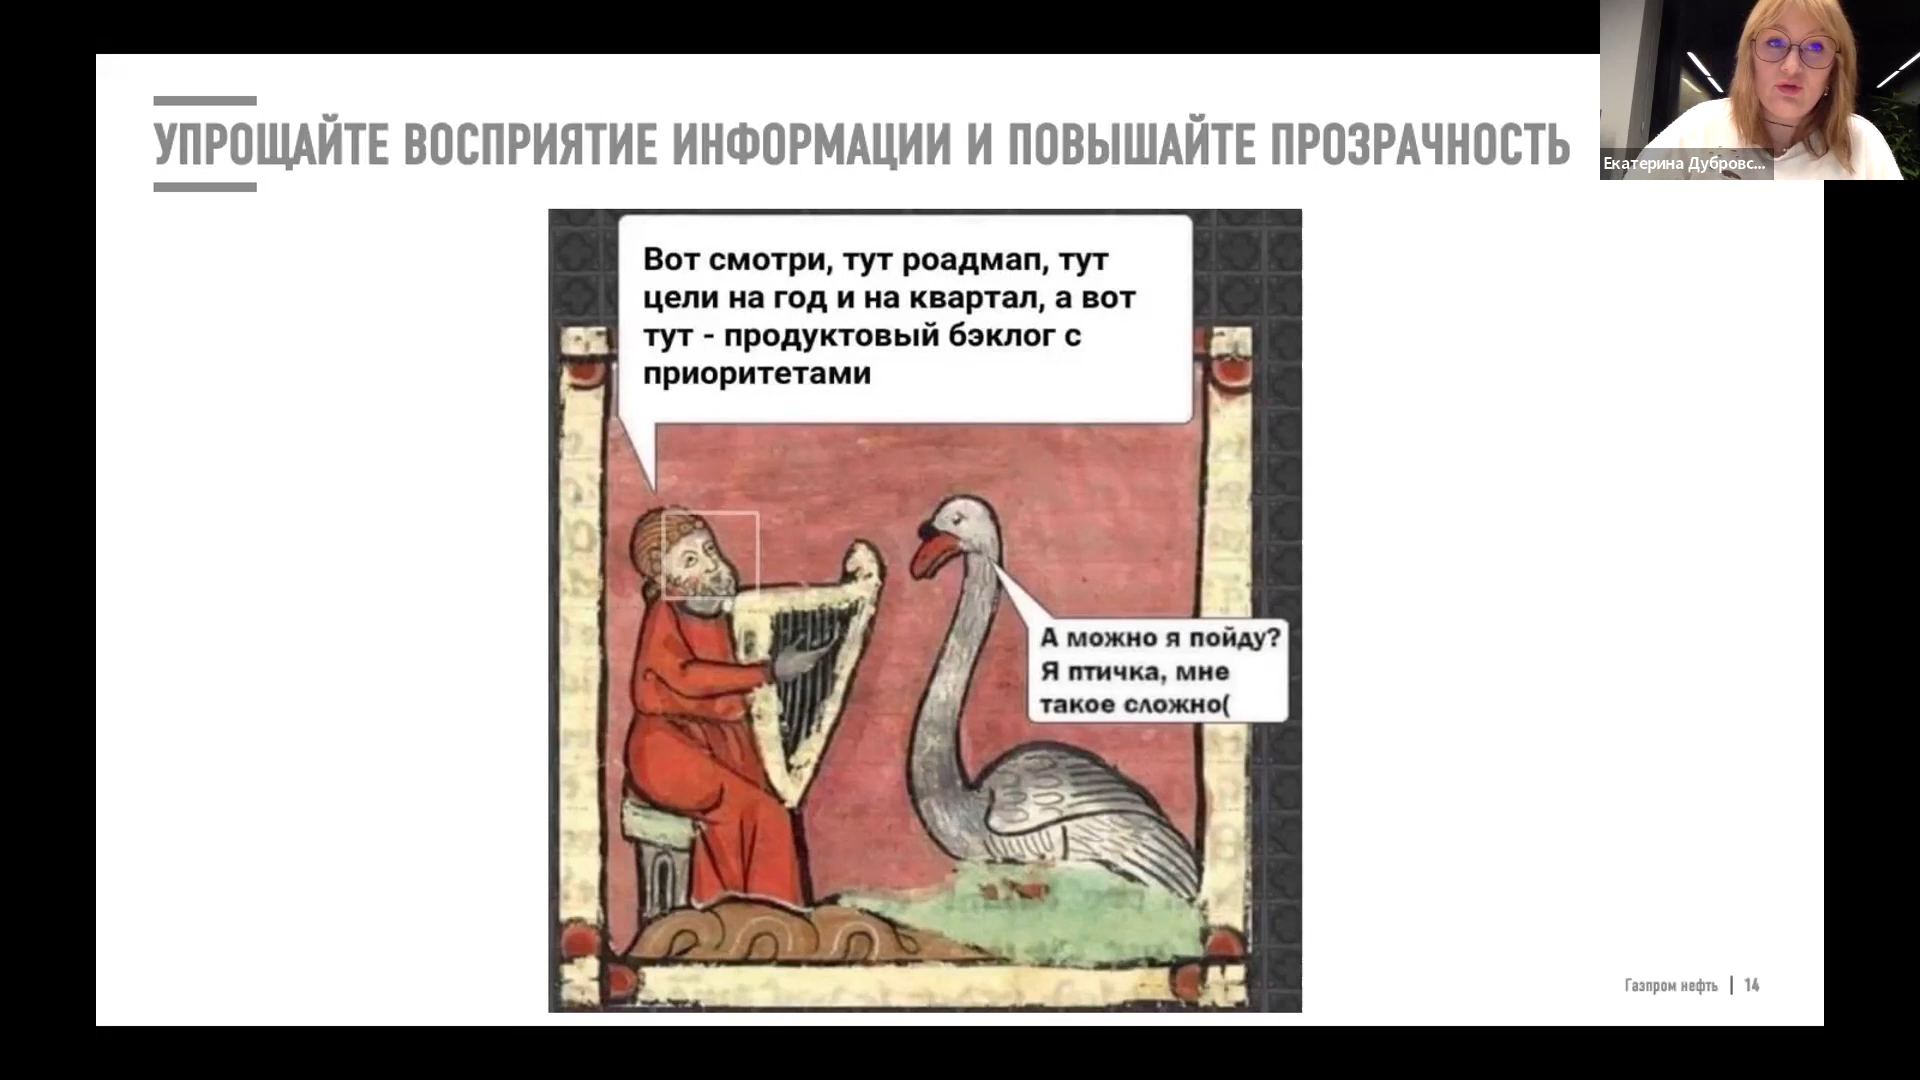 УПРОЩАЙТЕ ВОСПРИЯТИЕ ИНФОРМАЦИИ И ПОВЫШАЙТЕ ПРОЗРАЧНОСТЬ
Екатерина Дубровс...
Вот смотри, тут роадмап, тут
цели на год и на квартал, а вот
тут - продуктовый бэклог с
приоритетами
А можно я пойду?
Я птичка, мне
такое сложно(
Газпром нефть | 14